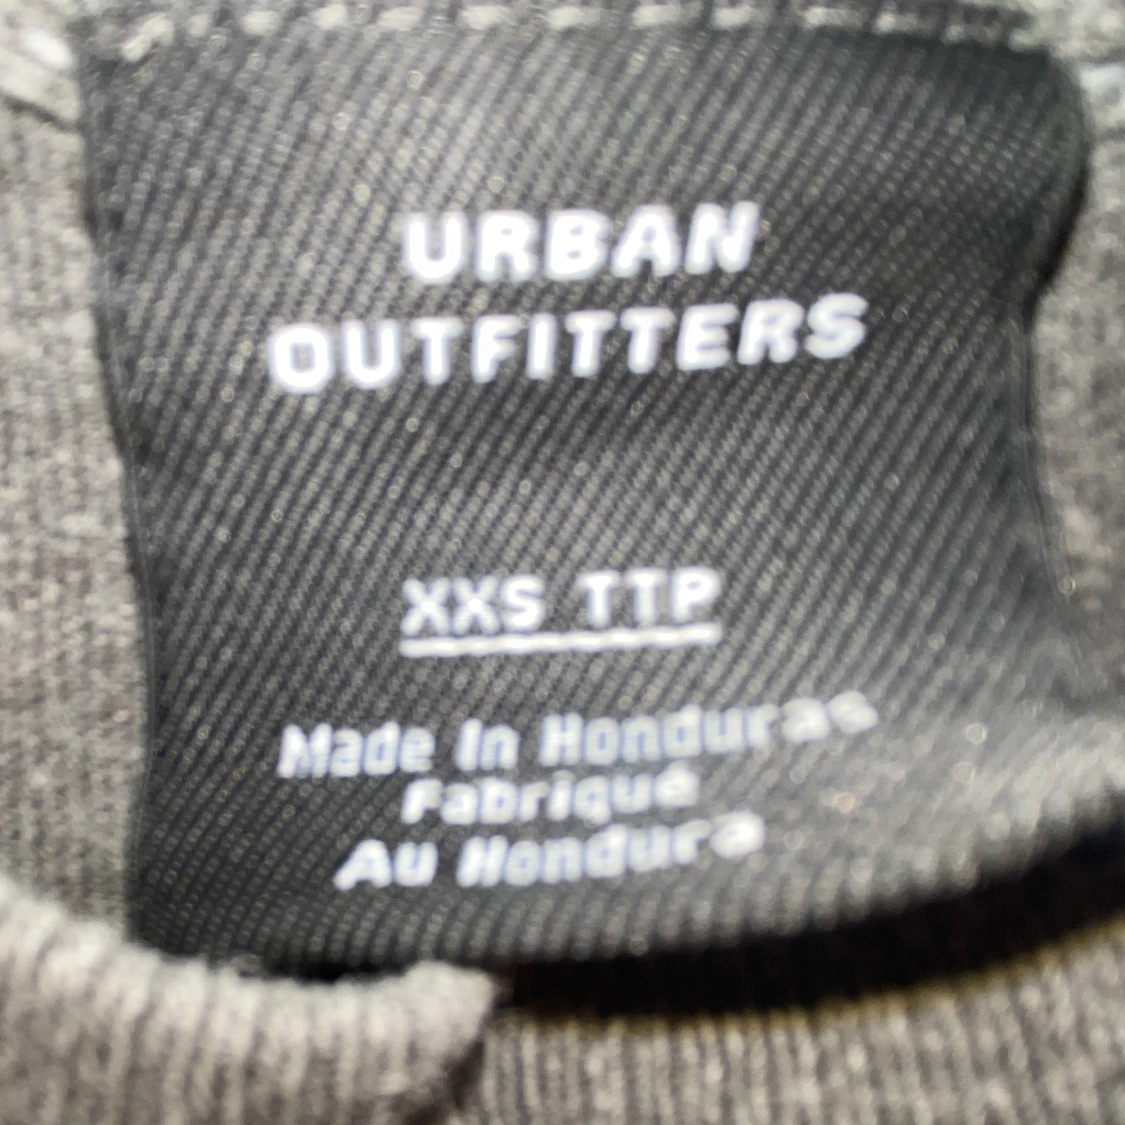 URBAN
OUTFITTERS
XXS TTP
Made In Honduras
Fabriqué
Au Hondura